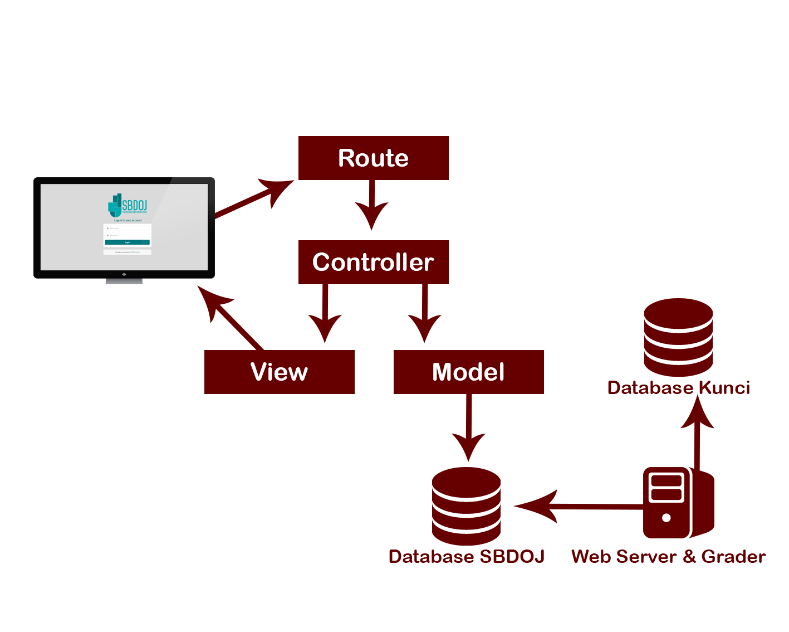 Route
SBDOJ
Controller
View
Model
Database Kunci
Database SBDOJ
Web Server & Grader